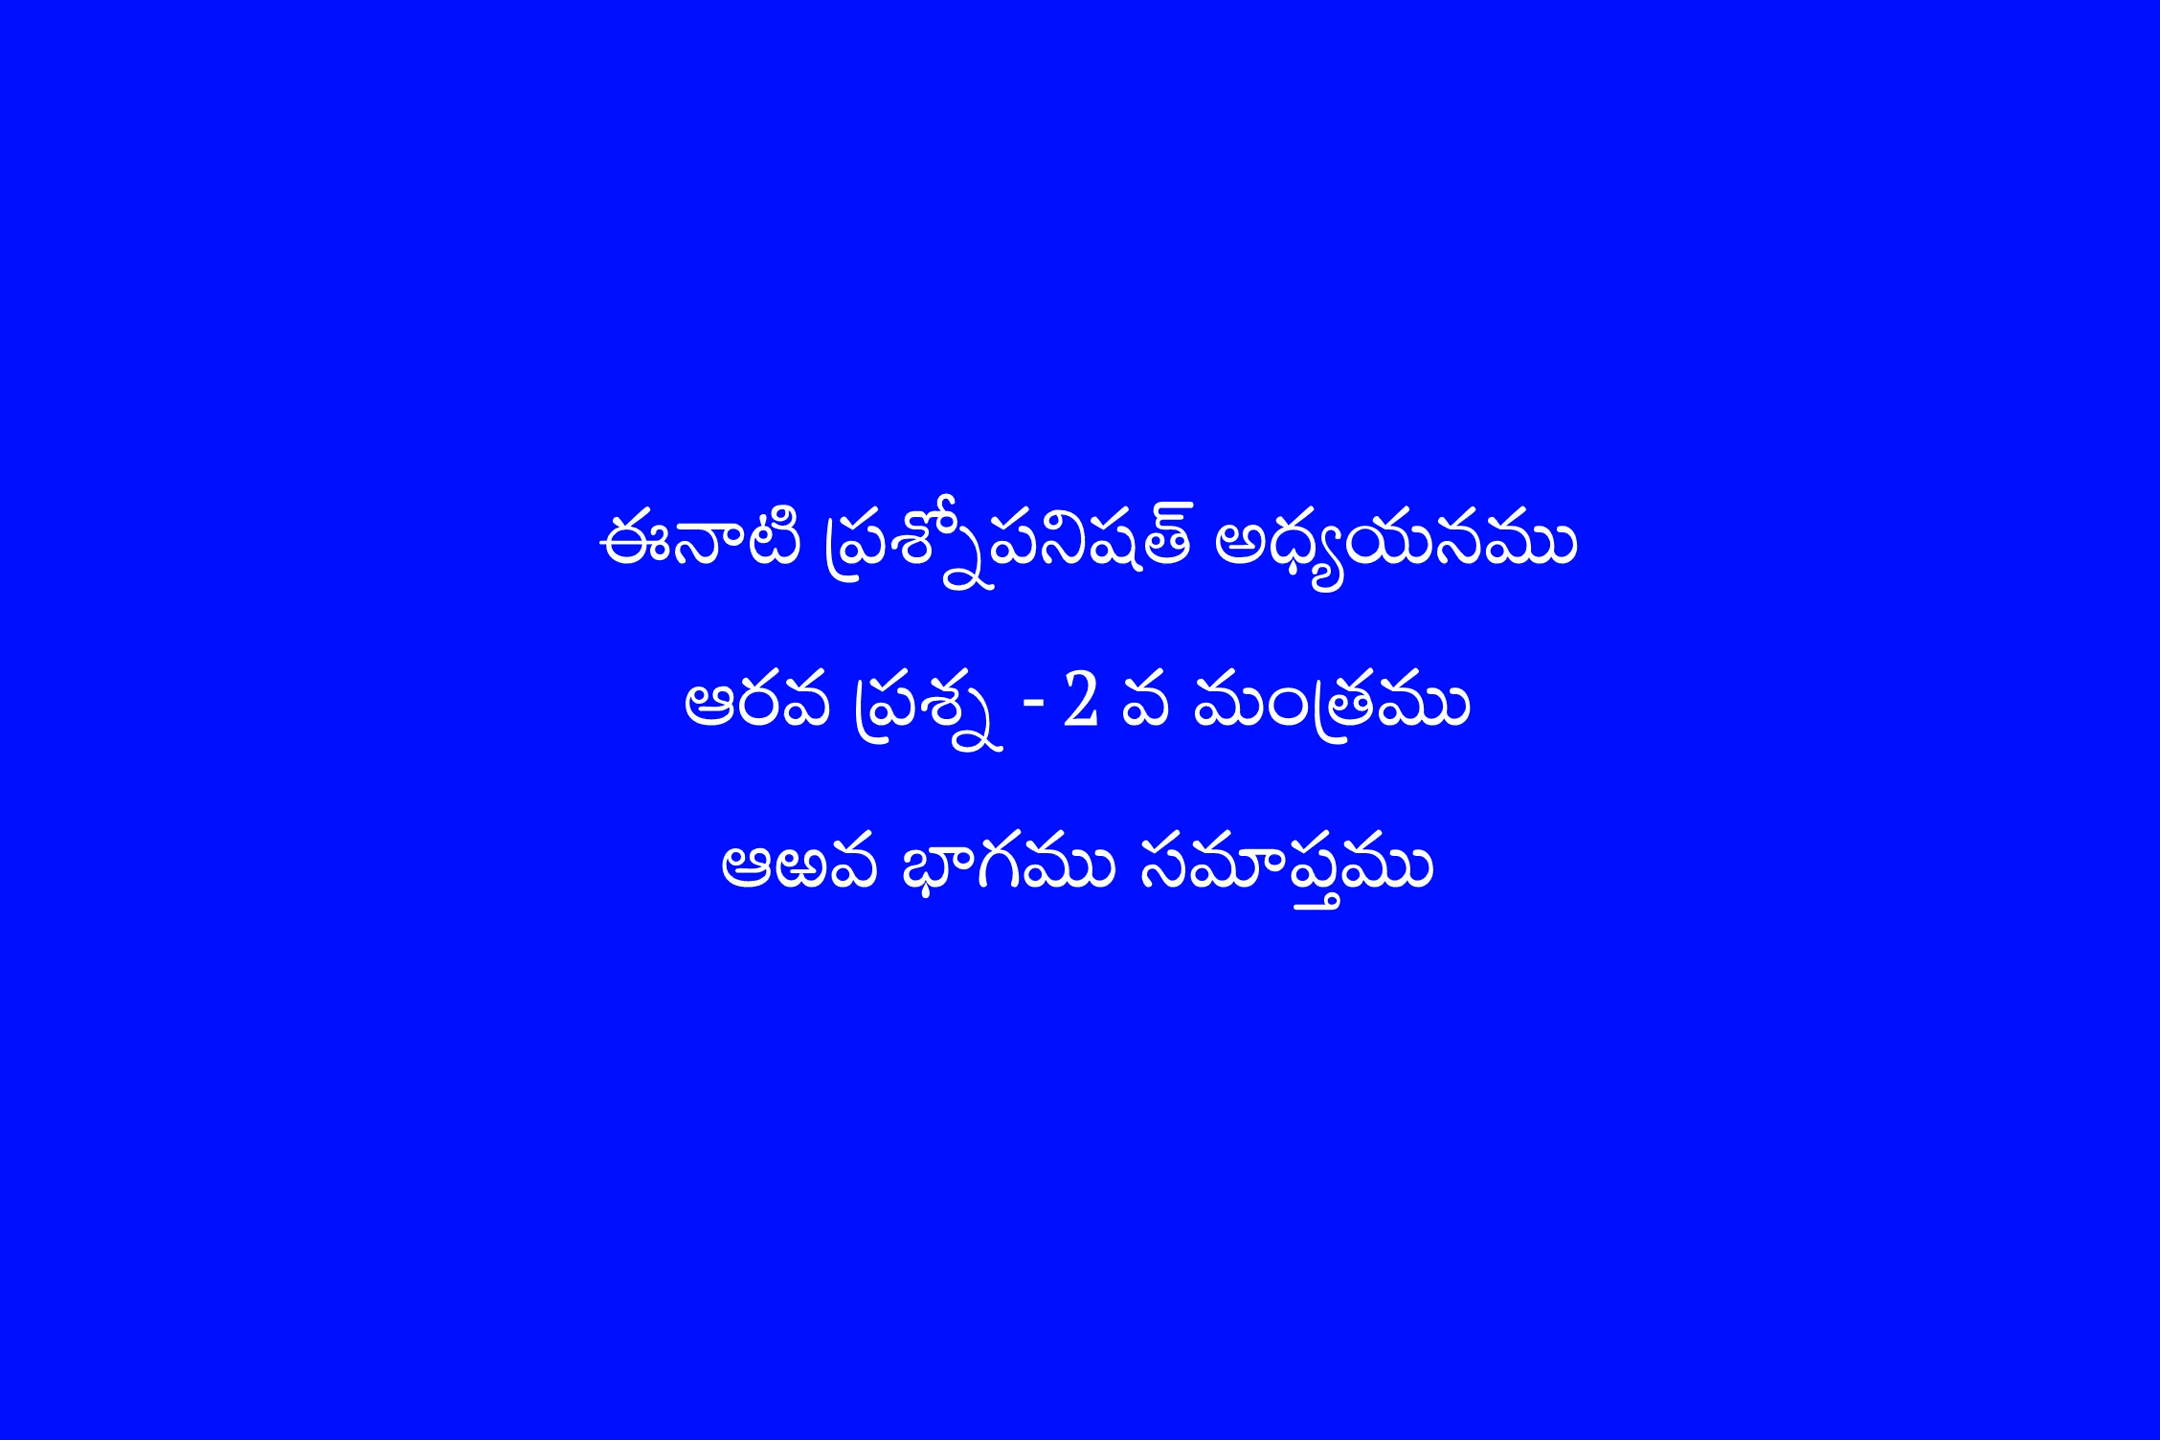 ఈనాటి ప్రశ్నోపనిషత్ అధ్యయనము
ఆరవ ప్రశ్న - 2 వ మంత్రము
ఆఱవ భాగము సమాప్తము